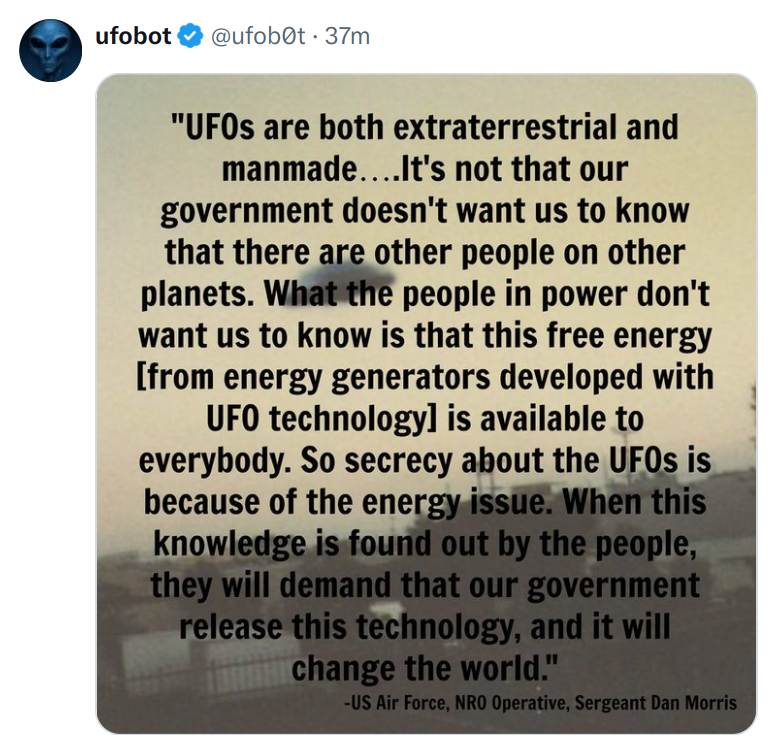 ufobot @ufob0t · 37m
"UFOs are both extraterrestrial and
manmade….It's not that our
government doesn't want us to know
that there are other people on other
planets. What the people in power don't
want us to know is that this free energy
[from energy generators developed with
UFO technology] is available to
everybody. So secrecy about the UFOs is
because of the energy issue. When this
knowledge is found out by the people,
they will demand that our government
release this technology, and it will
change the world."
-US Air Force, NRO Operative, Sergeant Dan Morris